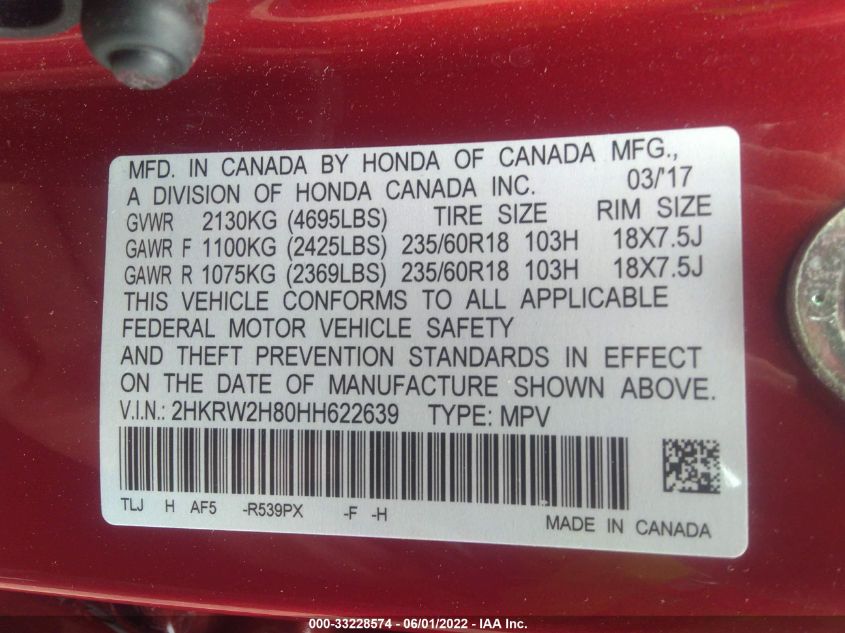 MFD. IN CANADA BY HONDA OF CANADA MFG.,
A DIVISION OF HONDA CANADA INC. 03/'17
GVWR 2130KG (4695LBS) TIRE SIZE RIM SIZE
GAWR F 1100KG (2425LBS) 235/60R18 103H 18X7.5J
GAWR R 1075KG (2369LBS) 235/60R18 103H 18X7.5J
THIS VEHICLE CONFORMS TO ALL APPLICABLE
FEDERAL MOTOR VEHICLE SAFETY
AND THEFT PREVENTION STANDARDS IN EFFECT
ON THE DATE OF MANUFACTURE SHOWN ABOVE.
V.I.N.: 2HKRW2H80HH622639 TYPE: MPV
TLJ H AF5 -R539PX -F -H
MADE IN CANADA
000-33228574 - 06/01/2022 - IAA Inc.